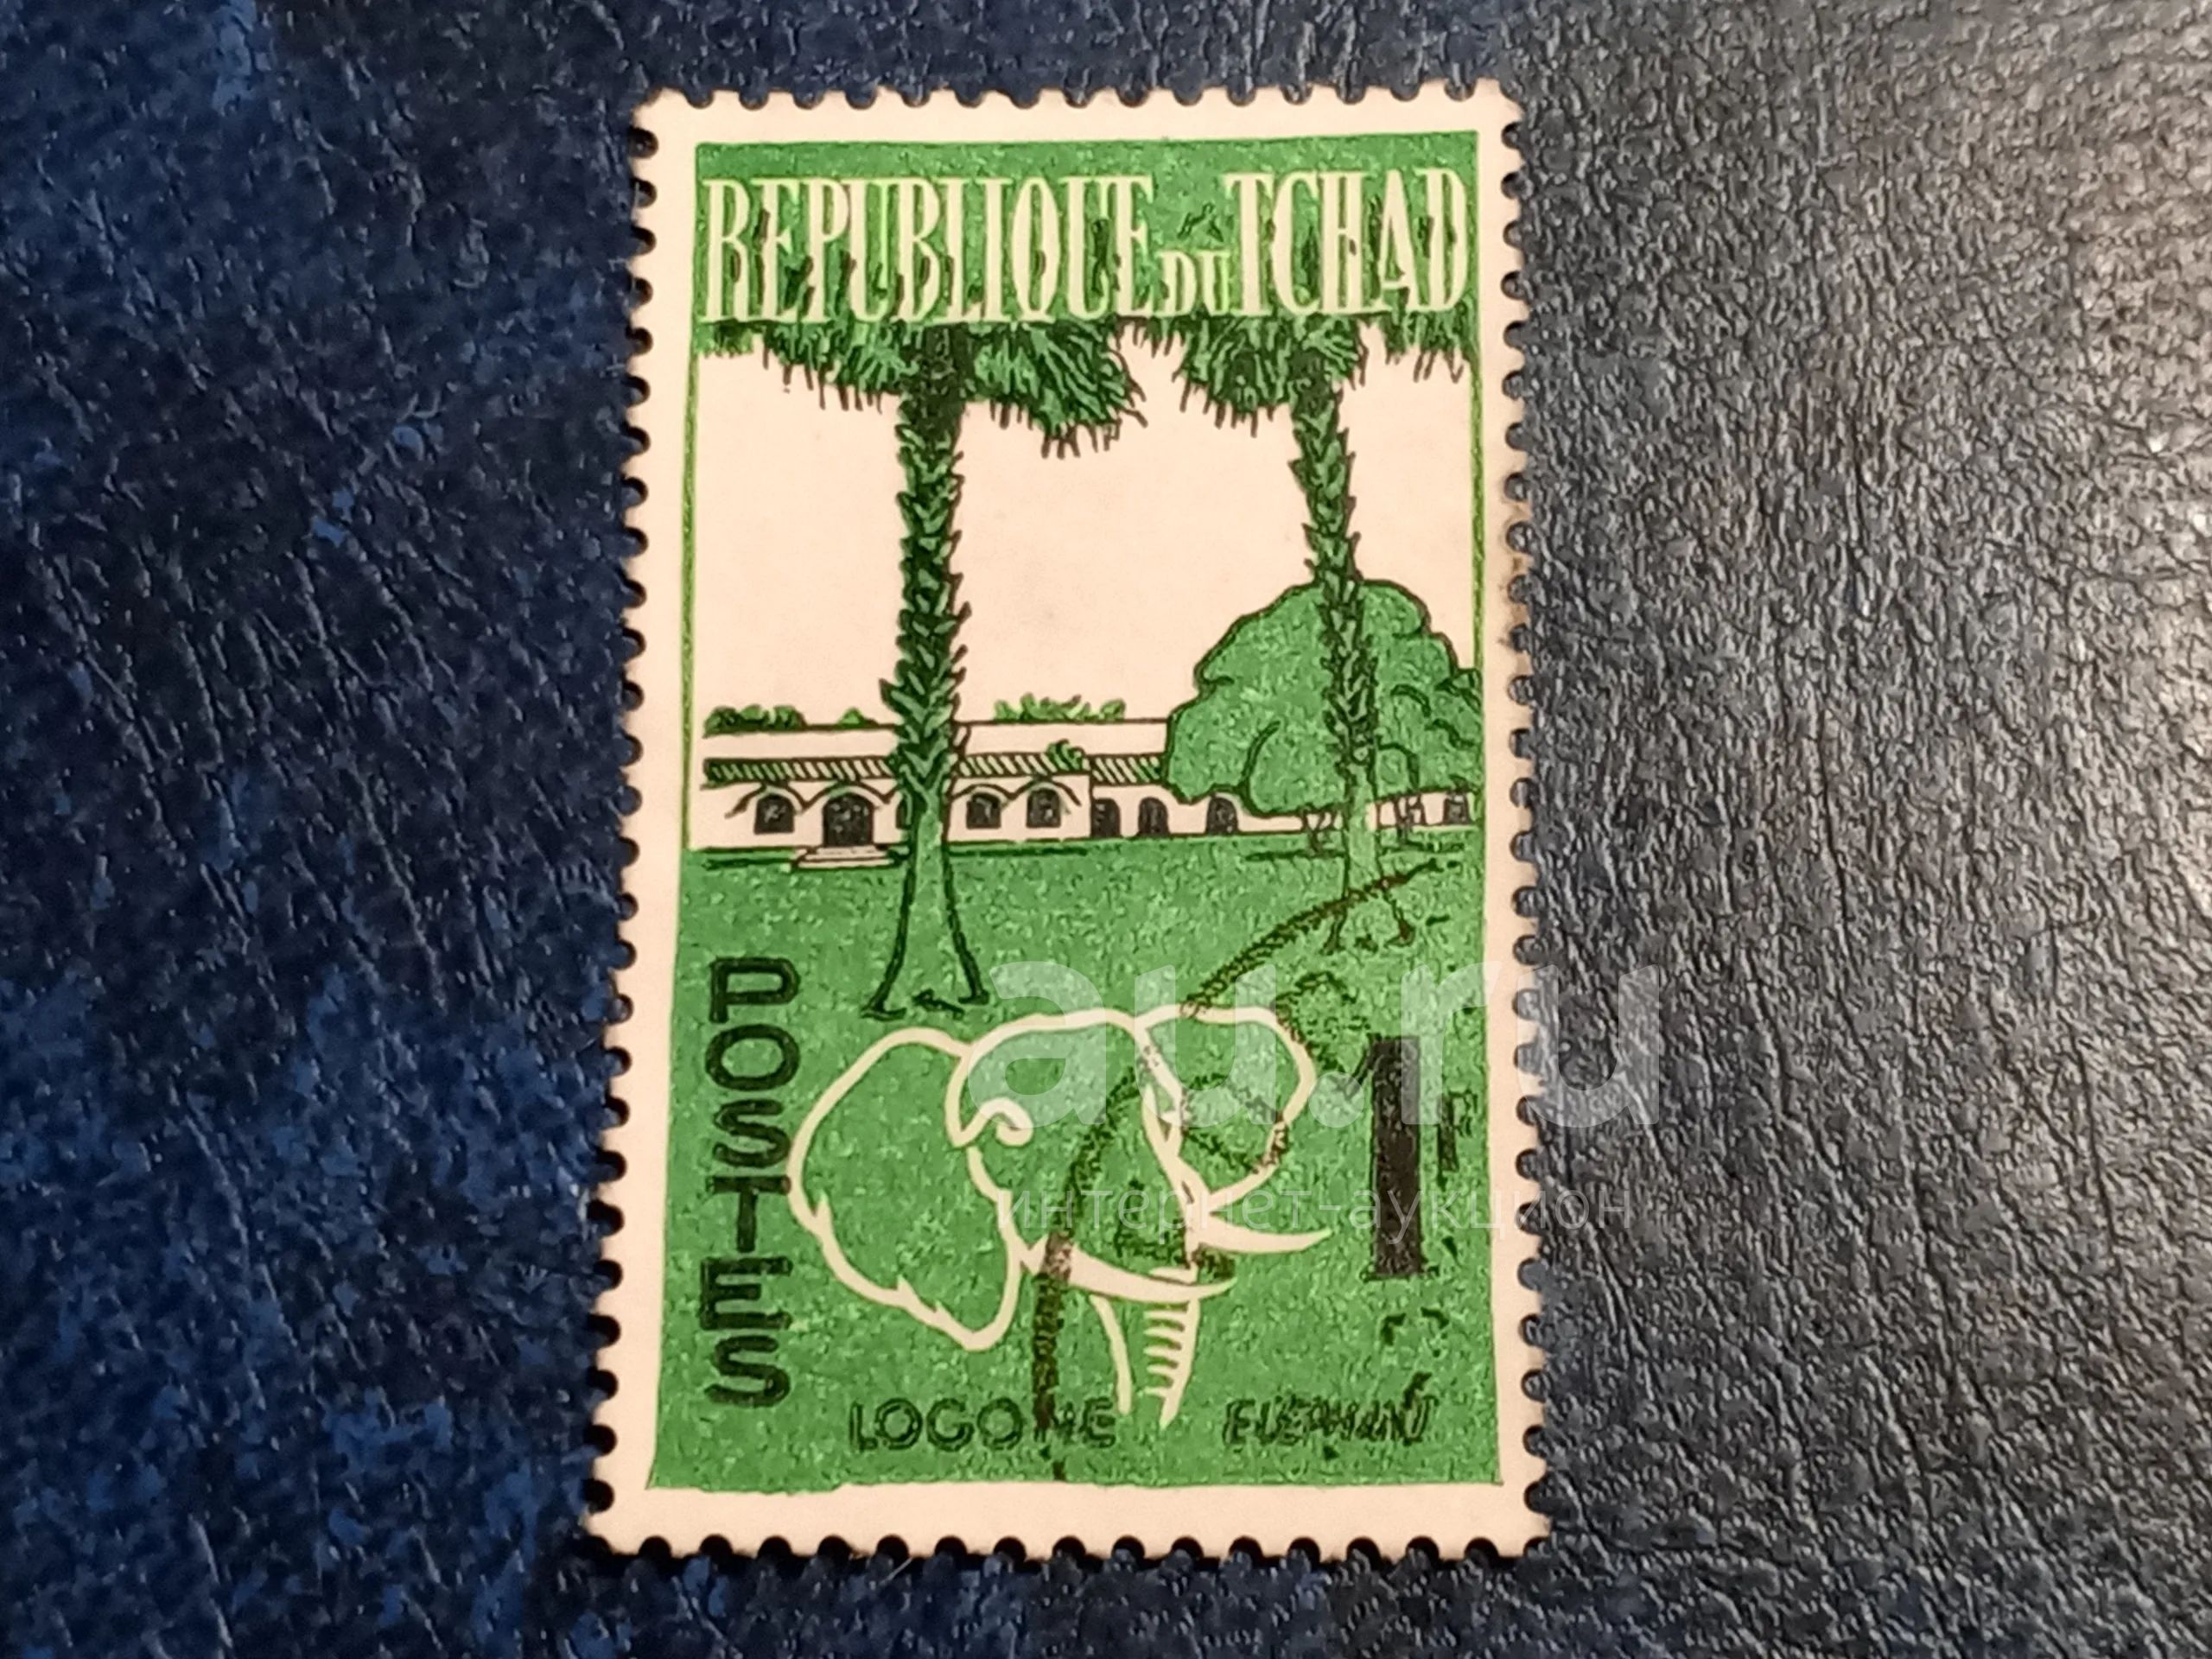 REPUBLIQUE DU TCHAD
POSTES
1F
LOGONE
ELEPHANT
au.ru
интернет-аукцион